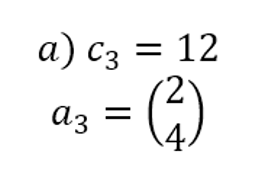 a) c₃ = 12
a₃ = (2
4)